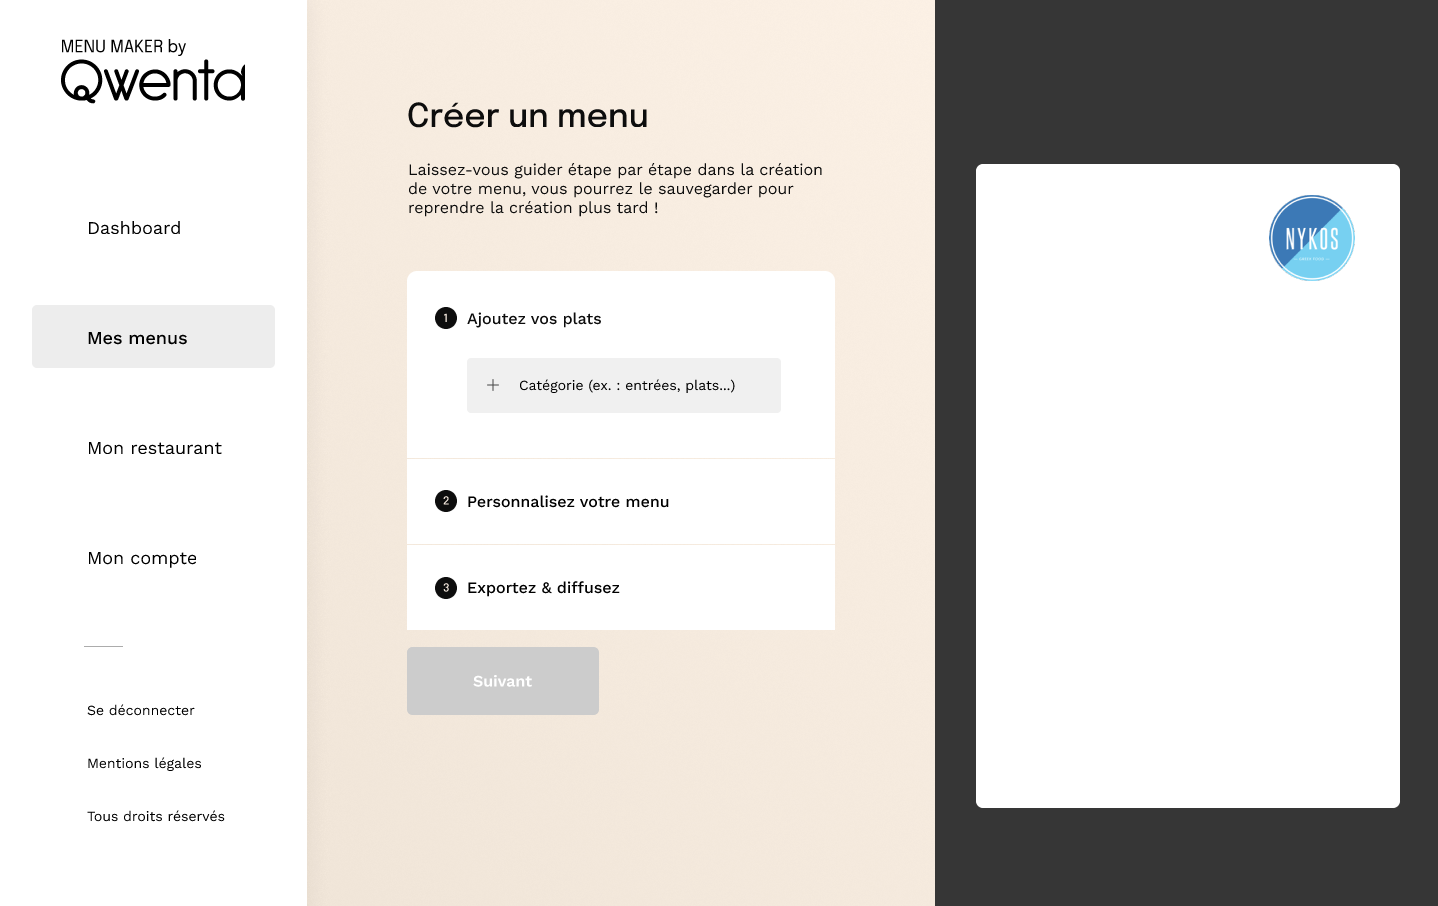 MENU MAKER by
Qwenta
Dashboard
Mes menus
Mon restaurant
Mon compte
Se déconnecter
Mentions légales
Tous droits réservés
Créer un menu
Laissez-vous guider étape par étape dans la création
de votre menu, vous pourrez le sauvegarder pour
reprendre la création plus tard !
1 Ajoutez vos plats
+ Catégorie (ex. : entrées, plats...)
2 Personnalisez votre menu
3 Exportez & diffusez
Suivant
NYKOS